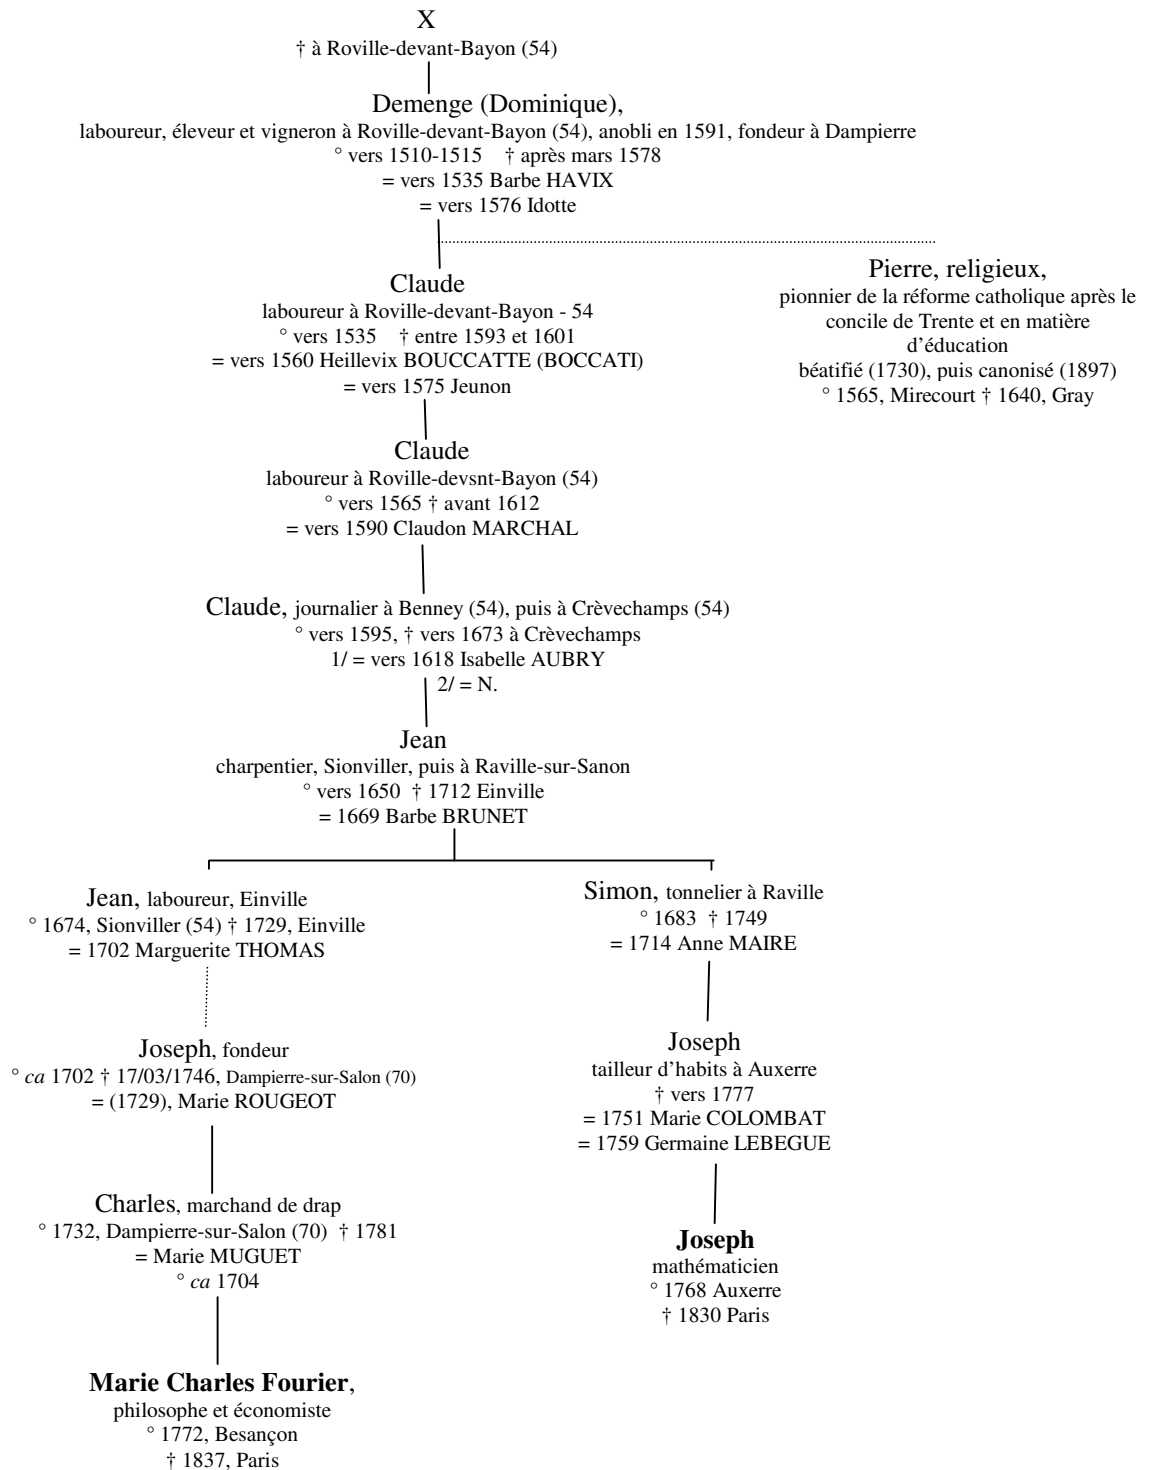 X
† à Roville-devant-Bayon (54)
Demenge (Dominique),
laboureur, éleveur et vigneron à Roville-devant-Bayon (54), anobli en 1591, fondeur à Dampierre
° vers 1510-1515 † après mars 1578
= vers 1535 Barbe HAVIX
= vers 1576 Idotte
Pierre, religieux,
pionnier de la réforme catholique après le
concile de Trente et en matière
d'éducation
béatifié (1730), puis canonisé (1897)
° 1565, Mirecourt † 1640, Gray
Claude
laboureur à Roville-devant-Bayon - 54
° vers 1535 † entre 1593 et 1601
= vers 1560 Heillevix BOUCCATTE (BOCCATI)
= vers 1575 Jeunon
Claude
laboureur à Roville-devsnt-Bayon (54)
° vers 1565 † avant 1612
= vers 1590 Claudon MARCHAL
Claude, journalier à Benney (54), puis à Crèvechamps (54)
° vers 1595, † vers 1673 à Crèvechamps
1/ = vers 1618 Isabelle AUBRY
2/ = N.
Jean
charpentier, Sionviller, puis à Raville-sur-Sanon
° vers 1650 † 1712 Einville
= 1669 Barbe BRUNET
Jean, laboureur, Einville
° 1674, Sionviller (54) † 1729, Einville
= 1702 Marguerite THOMAS
Joseph, fondeur
° ca 1702 † 17/03/1746, Dampierre-sur-Salon (70)
= (1729), Marie ROUGEOT
Charles, marchand de drap
° 1732, Dampierre-sur-Salon (70) † 1781
= Marie MUGUET
° ca 1704
Marie Charles Fourier,
philosophe et économiste
° 1772, Besançon
† 1837, Paris
Simon, tonnelier à Raville
° 1683 † 1749
= 1714 Anne MAIRE
Joseph
tailleur d'habits à Auxerre
† vers 1777
= 1751 Marie COLOMBAT
= 1759 Germaine LEBEGUE
Joseph
mathématicien
° 1768 Auxerre
† 1830 Paris